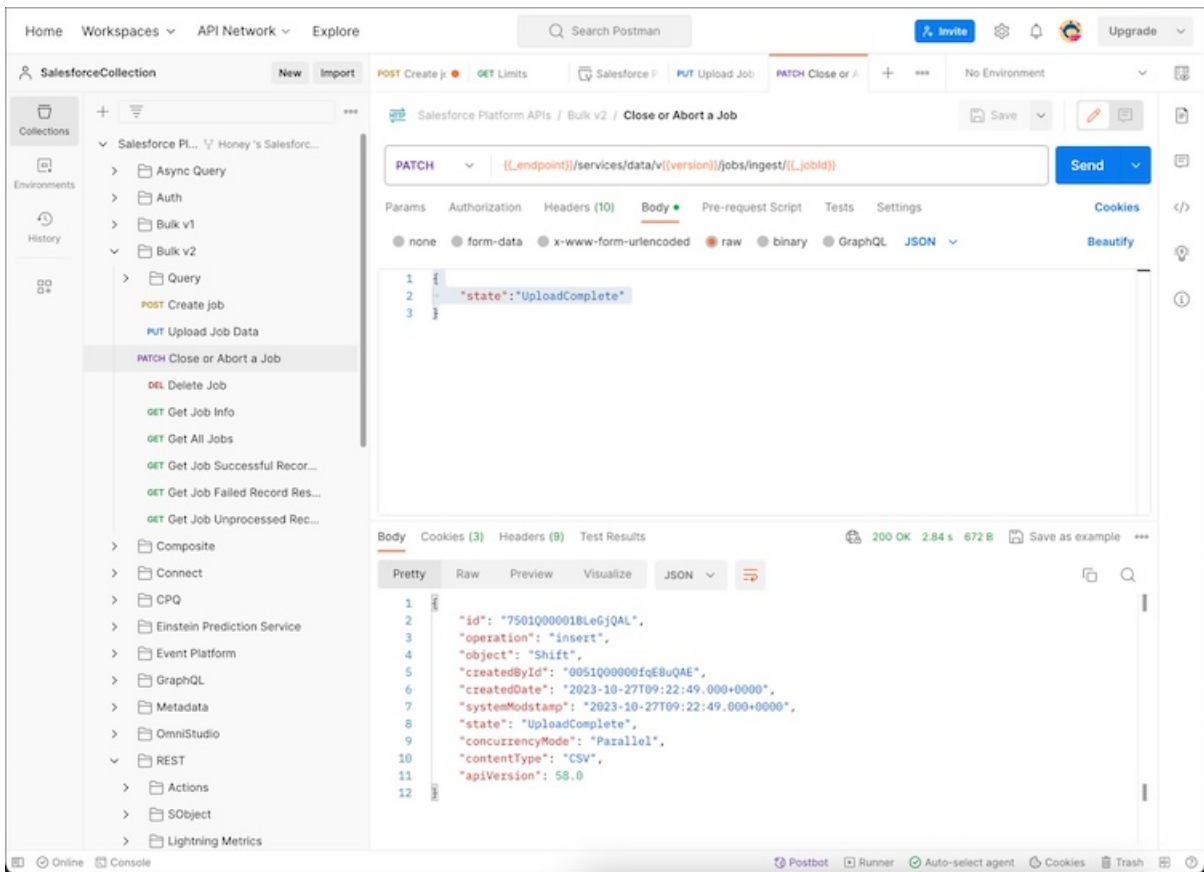 Home Workspaces API Network Explore Search Postman Invite Upgrade
SalesforceCollection New Import
POST Create j GET Limits Salesforce P PUT Upload Job PATCH Close or A + No Environment
Collections
Environments
History
Salesforce Pl... Honey 's Salesforc...
Async Query
Auth
Bulk v1
Bulk v2
Query
POST Create job
PUT Upload Job Data
PATCH Close or Abort a Job
DEL Delete Job
GET Get Job Info
GET Get All Jobs
GET Get Job Successful Recor...
GET Get Job Failed Record Res...
GET Get Job Unprocessed Rec...
Composite
Connect
CPQ
Einstein Prediction Service
Event Platform
GraphQL
Metadata
OmniStudio
REST
Actions
SObject
Lightning Metrics
HTTP Salesforce Platform APIs / Bulk v2 / Close or Abort a Job Save
PATCH {{_endpoint}}/services/data/v{{version}}/jobs/ingest/{{_jobId}} Send
Params Authorization Headers (10) Body Pre-request Script Tests Settings Cookies
none form-data x-www-form-urlencoded raw binary GraphQL JSON Beautify
1 {
2 "state":"UploadComplete"
3 }
Body Cookies (3) Headers (9) Test Results 200 OK 2.84 s 672 B Save as example
Pretty Raw Preview Visualize JSON
1 {
2 "id": "7501Q00001BLeGjQAL",
3 "operation": "insert",
4 "object": "Shift",
5 "createdById": "0051Q00000fqE8uQAE",
6 "createdDate": "2023-10-27T09:22:49.000+0000",
7 "systemModstamp": "2023-10-27T09:22:49.000+0000",
8 "state": "UploadComplete",
9 "concurrencyMode": "Parallel",
10 "contentType": "CSV",
11 "apiVersion": 58.0
12 }
Online Console Postbot Runner Auto-select agent Cookies Trash